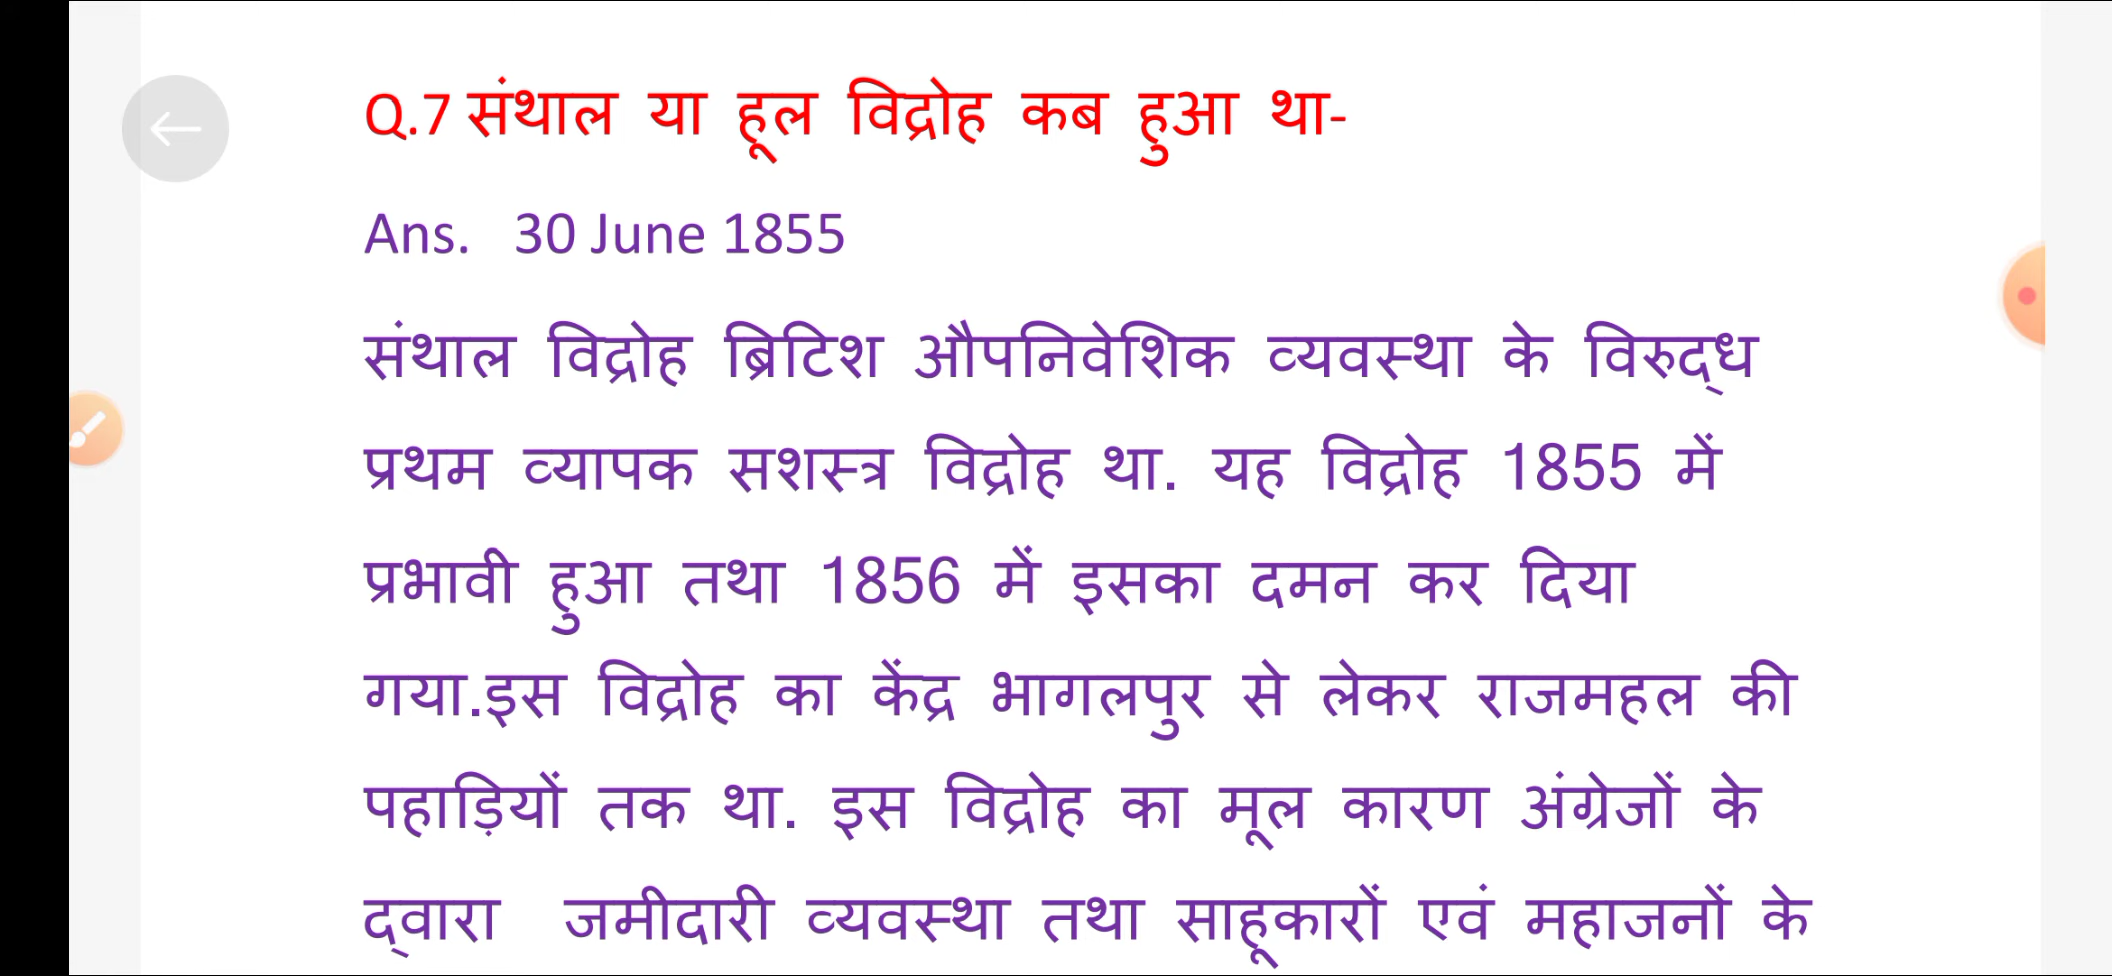 Q.7 संथाल या हूल विद्रोह कब हुआ था-
Ans. 30 June 1855
संथाल विद्रोह ब्रिटिश औपनिवेशिक व्यवस्था के विरुद्ध
प्रथम व्यापक सशस्त्र विद्रोह था. यह विद्रोह 1855 में
प्रभावी हुआ तथा 1856 में इसका दमन कर दिया
गया.इस विद्रोह का केंद्र भागलपुर से लेकर राजमहल की
पहाड़ियों तक था. इस विद्रोह का मूल कारण अंग्रेजों के
द्वारा जमीदारी व्यवस्था तथा साहूकारों एवं महाजनों के